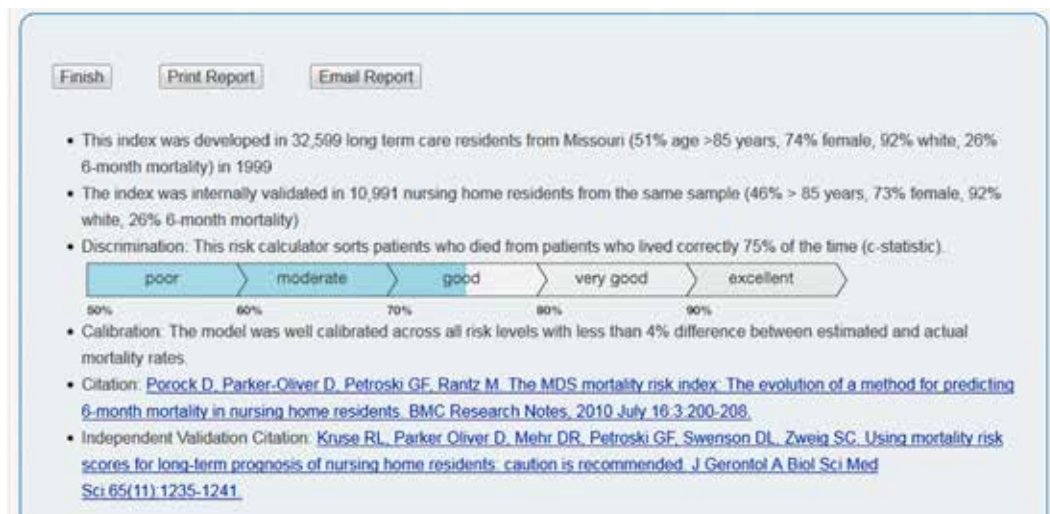 Finish Print Report Email Report
• This index was developed in 32,599 long term care residents from Missouri (51% age >85 years, 74% female, 92% white, 26%
6-month mortality) in 1999
• The index was internally validated in 10,991 nursing home residents from the same sample (46% > 85 years, 73% female, 92%
white, 26% 6-month mortality)
• Discrimination: This risk calculator sorts patients who died from patients who lived correctly 75% of the time (c-statistic).
poor moderate good very good excellent
50% 60% 70% 80% 90%
• Calibration: The model was well calibrated across all risk levels with less than 4% difference between estimated and actual
mortality rates.
• Citation: Porock D, Parker-Oliver D, Petroski GF, Rantz M. The MDS mortality risk index: The evolution of a method for predicting
6-month mortality in nursing home residents. BMC Research Notes, 2010 July 16;3:200-208.
• Independent Validation Citation: Kruse RL, Parker Oliver D, Mehr DR, Petroski GF, Swenson DL, Zweig SC. Using mortality risk
scores for long-term prognosis of nursing home residents: caution is recommended. J Gerontol A Biol Sci Med
Sci.65(11):1235-1241.